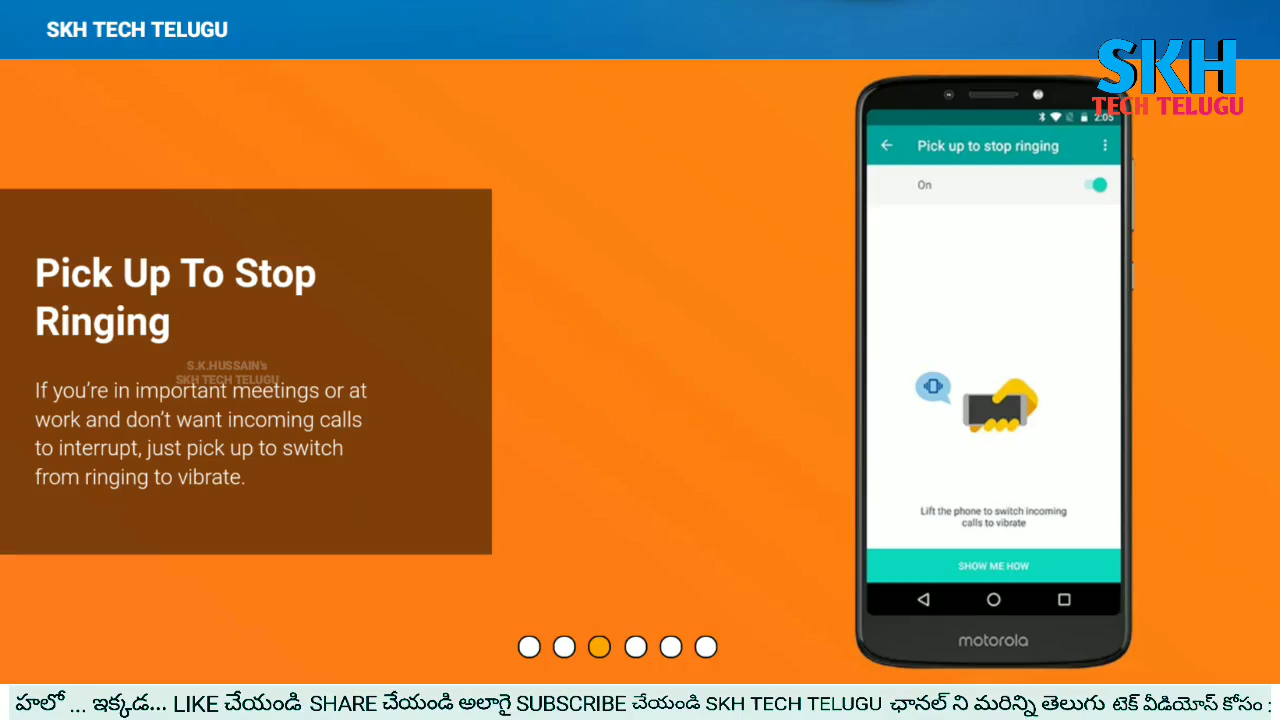 SKH TECH TELUGU
SKH
TECH TELUGU
2:05
Pick up to stop ringing
On
Pick Up To Stop
Ringing
S.K.HUSSAIN's
SKH TECH TELUGU
If you’re in important meetings or at
work and don’t want incoming calls
to interrupt, just pick up to switch
from ringing to vibrate.
Lift the phone to switch incoming
calls to vibrate
SHOW ME HOW
motorola
హలో ... ఇక్కడ... LIKE చేయండి SHARE చేయండి అలాగై SUBSCRIBE చేయండి SKH TECH TELUGU ఛానల్ ని మరిన్ని తెలుగు టెక్ వీడియోస్ కోసం :